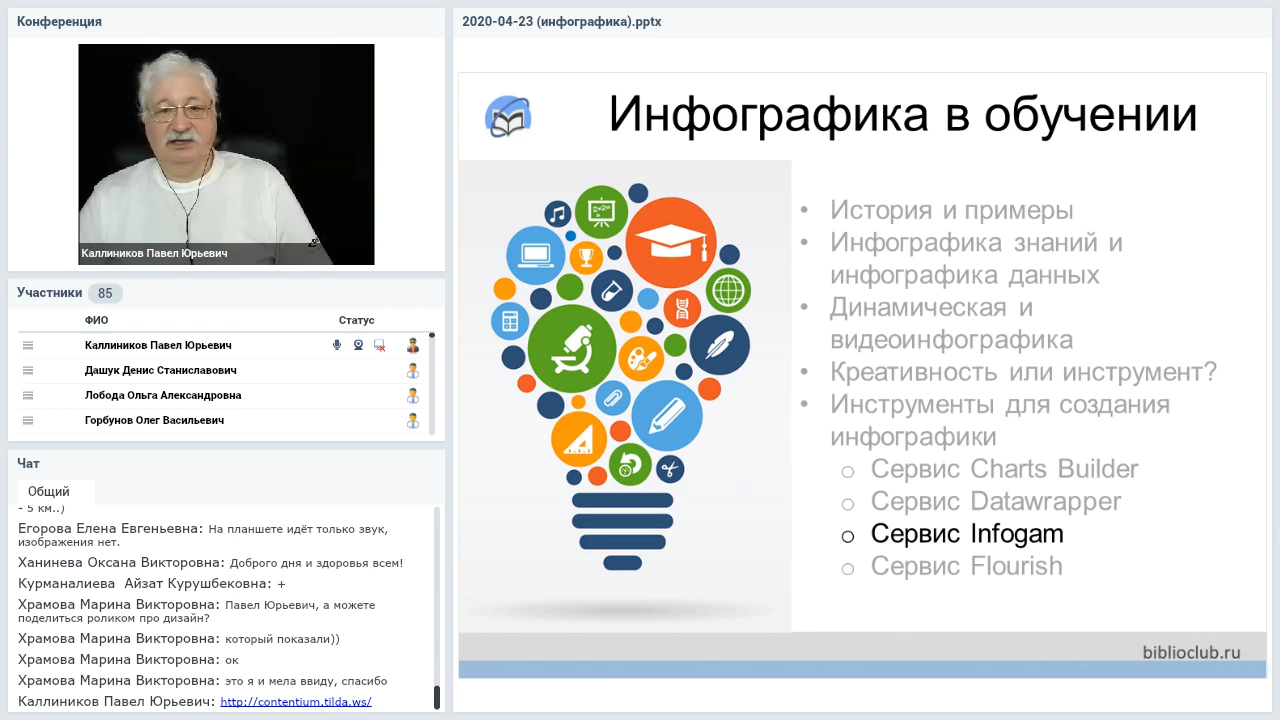 Конференция
Каллиников Павел Юрьевич
Участники 85
ФИО Статус
Каллиников Павел Юрьевич
Дашук Денис Станиславович
Лобода Ольга Александровна
Горбунов Олег Васильевич
Чат
Общий
- 5 км..)
Егорова Елена Евгеньевна: На планшете идёт только звук,
изображения нет.
Ханинева Оксана Викторовна: Доброго дня и здоровья всем!
Курманалиева Айзат Курушбековна: +
Храмова Марина Викторовна: Павел Юрьевич, а можете
поделиться роликом про дизайн?
Храмова Марина Викторовна: который показали))
Храмова Марина Викторовна: ок
Храмова Марина Викторовна: это я и мела ввиду, спасибо
Каллиников Павел Юрьевич: http://contentium.tilda.ws/
2020-04-23 (инфографика).pptx
Инфографика в обучении
• История и примеры
• Инфографика знаний и
инфографика данных
• Динамическая и
видеоинфографика
• Креативность или инструмент?
• Инструменты для создания
инфографики
o Сервис Charts Builder
o Сервис Datawrapper
o Сервис Infogam
o Сервис Flourish
biblioclub.ru